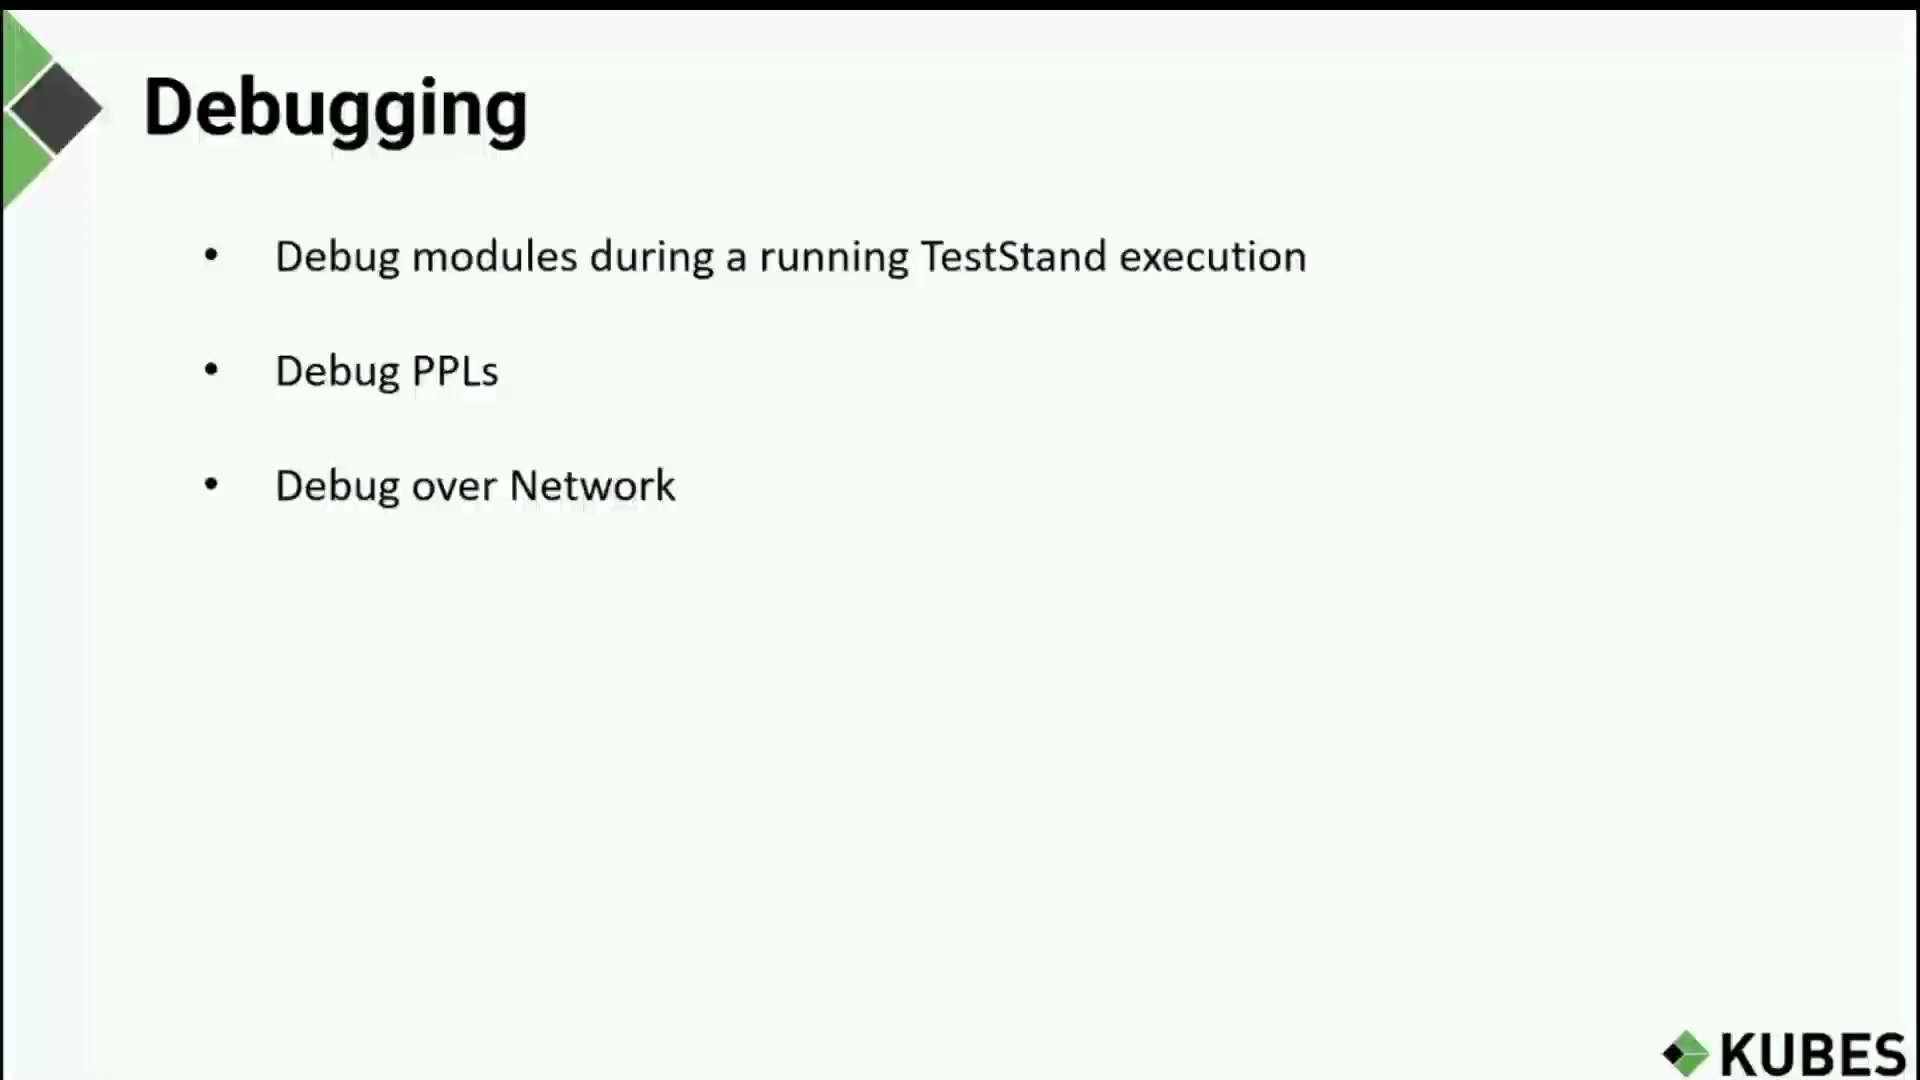 Debugging
• Debug modules during a running TestStand execution
• Debug PPLs
• Debug over Network
KUBES